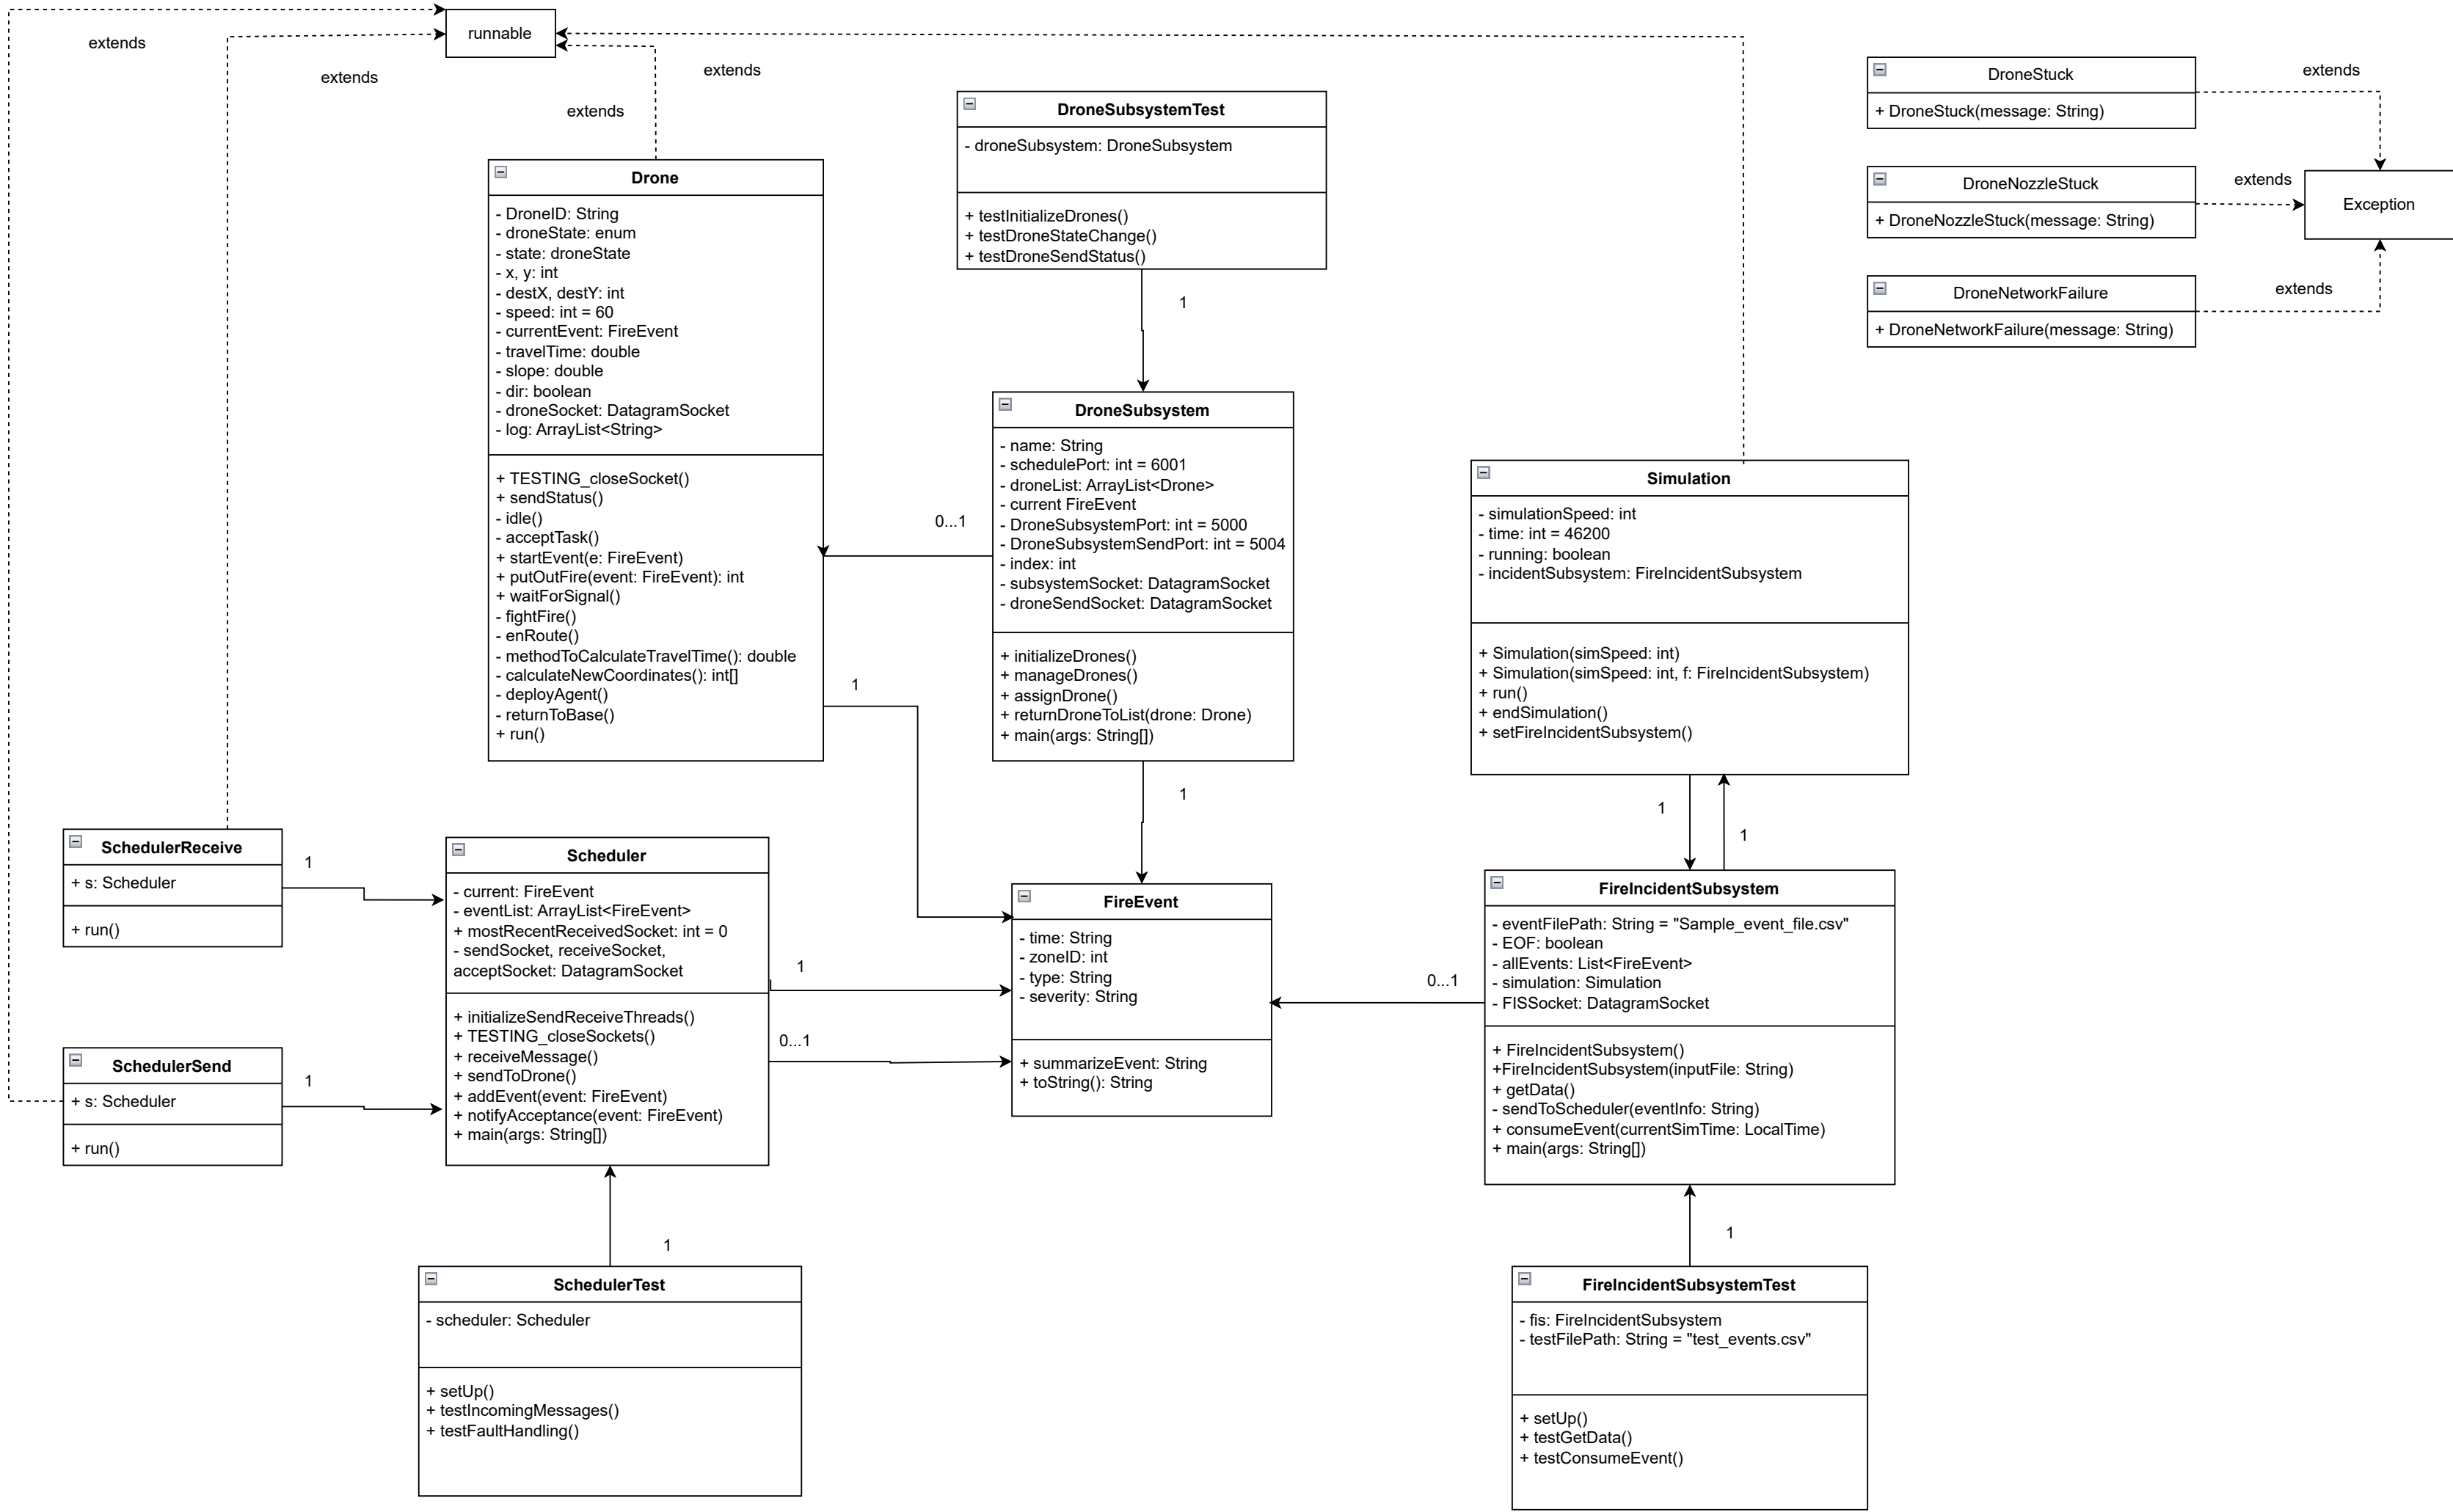 runnable
extends
extends
extends
extends
Drone
- DroneID: String
- droneState: enum
- state: droneState
- x, y: int
- destX, destY: int
- speed: int = 60
- currentEvent: FireEvent
- travelTime: double
- slope: double
- dir: boolean
- droneSocket: DatagramSocket
- log: ArrayList<String>
+ TESTING_closeSocket()
+ sendStatus()
- idle()
- acceptTask()
+ startEvent(e: FireEvent)
+ putOutFire(event: FireEvent): int
+ waitForSignal()
- fightFire()
- enRoute()
- methodToCalculateTravelTime(): double
- calculateNewCoordinates(): int[]
- deployAgent()
- returnToBase()
+ run()
DroneSubsystemTest
- droneSubsystem: DroneSubsystem
+ testInitializeDrones()
+ testDroneStateChange()
+ testDroneSendStatus()
1
DroneSubsystem
- name: String
- schedulePort: int = 6001
- droneList: ArrayList<Drone>
- current FireEvent
- DroneSubsystemPort: int = 5000
- DroneSubsystemSendPort: int = 5004
- index: int
- subsystemSocket: DatagramSocket
- droneSendSocket: DatagramSocket
+ initializeDrones()
+ manageDrones()
+ assignDrone()
+ returnDroneToList(drone: Drone)
+ main(args: String[])
0...1
1
1
DroneStuck
+ DroneStuck(message: String)
extends
DroneNozzleStuck
+ DroneNozzleStuck(message: String)
extends
Exception
DroneNetworkFailure
+ DroneNetworkFailure(message: String)
extends
Simulation
- simulationSpeed: int
- time: int = 46200
- running: boolean
- incidentSubsystem: FireIncidentSubsystem
+ Simulation(simSpeed: int)
+ Simulation(simSpeed: int, f: FireIncidentSubsystem)
+ run()
+ endSimulation()
+ setFireIncidentSubsystem()
1
1
SchedulerReceive
+ s: Scheduler
+ run()
1
SchedulerSend
+ s: Scheduler
+ run()
1
Scheduler
- current: FireEvent
- eventList: ArrayList<FireEvent>
+ mostRecentReceivedSocket: int = 0
- sendSocket, receiveSocket,
acceptSocket: DatagramSocket
+ initializeSendReceiveThreads()
+ TESTING_closeSockets()
+ receiveMessage()
+ sendToDrone()
+ addEvent(event: FireEvent)
+ notifyAcceptance(event: FireEvent)
+ main(args: String[])
1
0...1
FireEvent
- time: String
- zoneID: int
- type: String
- severity: String
+ summarizeEvent: String
+ toString(): String
0...1
FireIncidentSubsystem
- eventFilePath: String = "Sample_event_file.csv"
- EOF: boolean
- allEvents: List<FireEvent>
- simulation: Simulation
- FISSocket: DatagramSocket
+ FireIncidentSubsystem()
+FireIncidentSubsystem(inputFile: String)
+ getData()
- sendToScheduler(eventInfo: String)
+ consumeEvent(currentSimTime: LocalTime)
+ main(args: String[])
1
SchedulerTest
- scheduler: Scheduler
+ setUp()
+ testIncomingMessages()
+ testFaultHandling()
1
FireIncidentSubsystemTest
- fis: FireIncidentSubsystem
- testFilePath: String = "test_events.csv"
+ setUp()
+ testGetData()
+ testConsumeEvent()